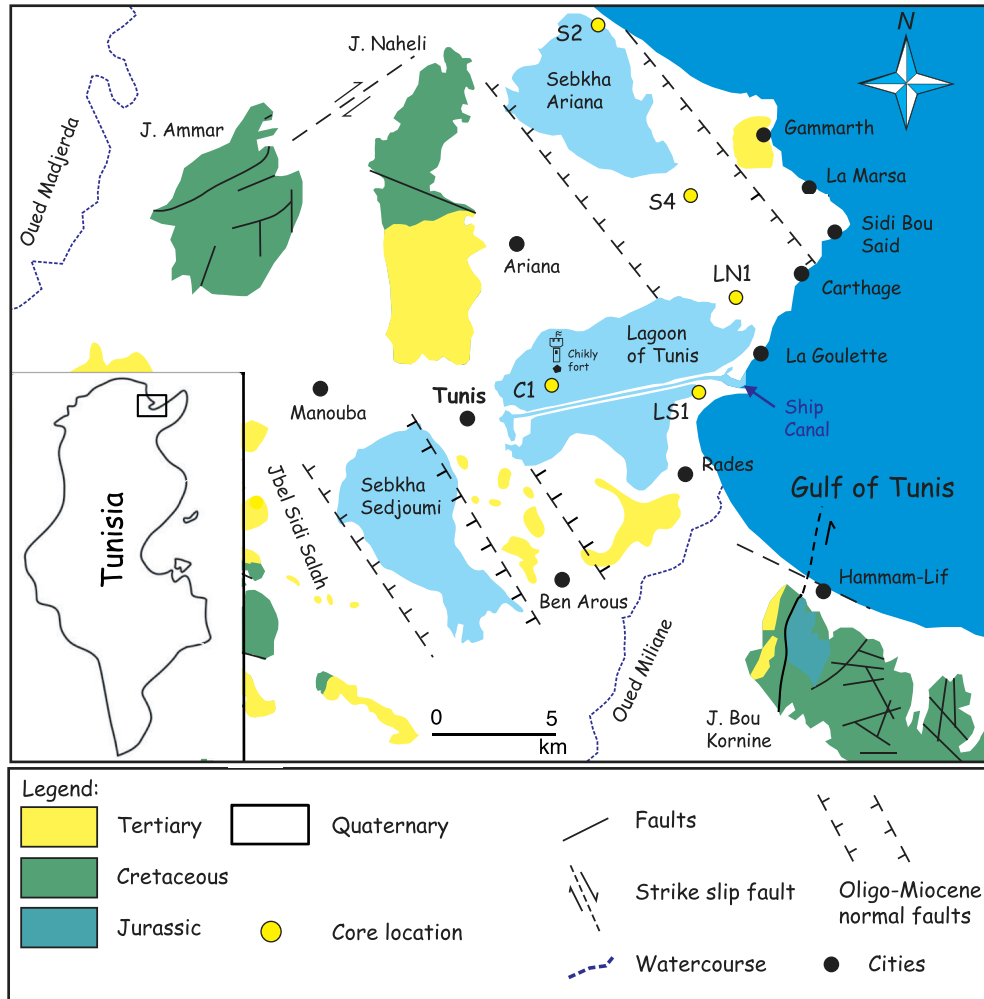 N
S2
J. Naheli
Sebkha
Ariana
J. Ammar
Gammarth
Oued Madjerda
La Marsa
S4
Sidi Bou
Said
Ariana
LN1
Carthage
Lagoon
of Tunis
Chikly
fort
La Goulette
C1
Manouba
Tunis
LS1
Ship
Canal
Rades
Sebkha
Sedjoumi
Jbel Sidi Salah
Gulf of Tunis
Tunisia
Hammam-Lif
Ben Arous
Oued Miliane
J. Bou
Kornine
0 5
km
Legend:
Tertiary
Quaternary
Faults
Cretaceous
Strike slip fault
Oligo-Miocene
normal faults
Jurassic
Core location
Watercourse
Cities